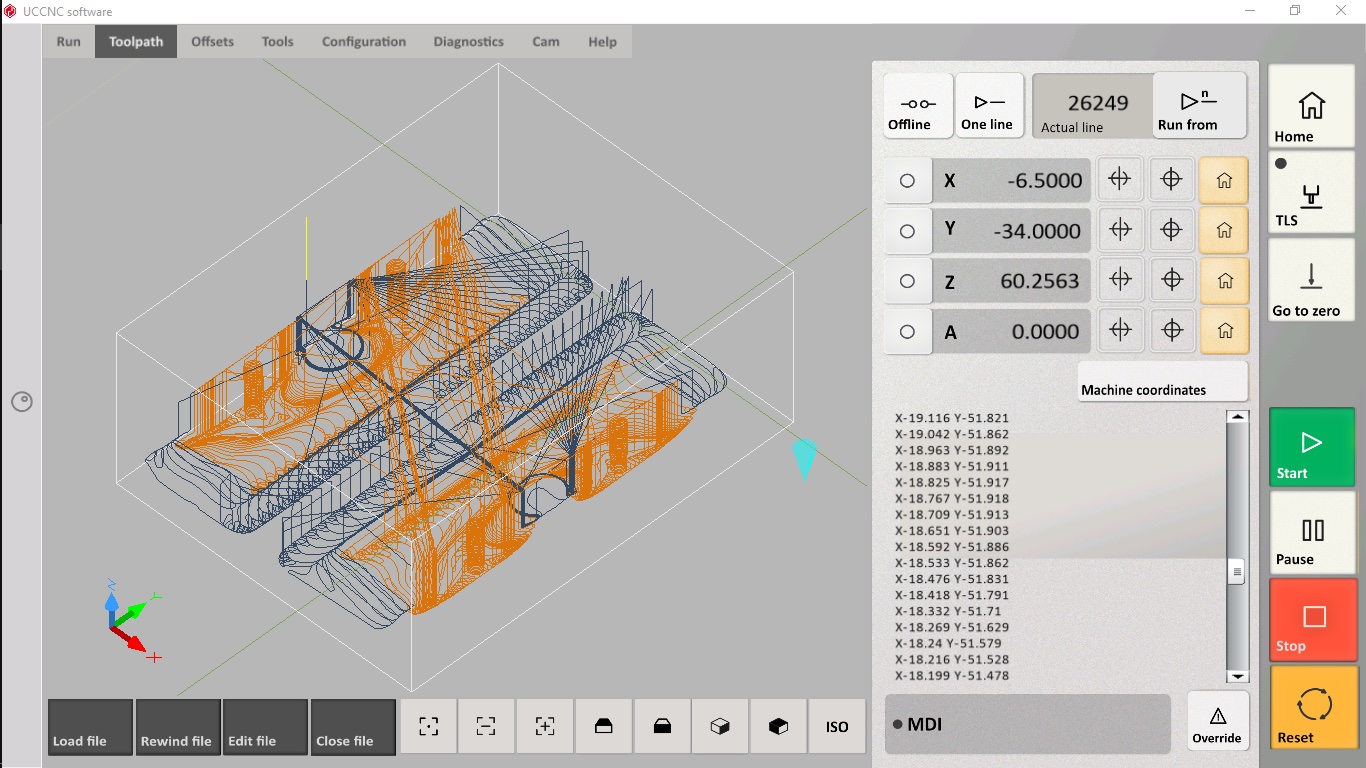 UCCNC software
Run Toolpath Offsets Tools Configuration Diagnostics Cam Help
Offline
One line
26249
Actual line
n
Run from
Home
X -6.5000
TLS
Y -34.0000
Z 60.2563
Go to zero
A 0.0000
Machine coordinates
X-19.116 Y-51.821
X-19.042 Y-51.862
X-18.963 Y-51.892
X-18.883 Y-51.911
X-18.825 Y-51.917
X-18.767 Y-51.918
X-18.709 Y-51.913
X-18.651 Y-51.903
X-18.592 Y-51.886
X-18.533 Y-51.862
X-18.476 Y-51.831
X-18.418 Y-51.791
X-18.332 Y-51.71
X-18.269 Y-51.629
X-18.24 Y-51.579
X-18.216 Y-51.528
X-18.199 Y-51.478
Start
Pause
Stop
Load file Rewind file Edit file Close file ISO
MDI
Override
Reset